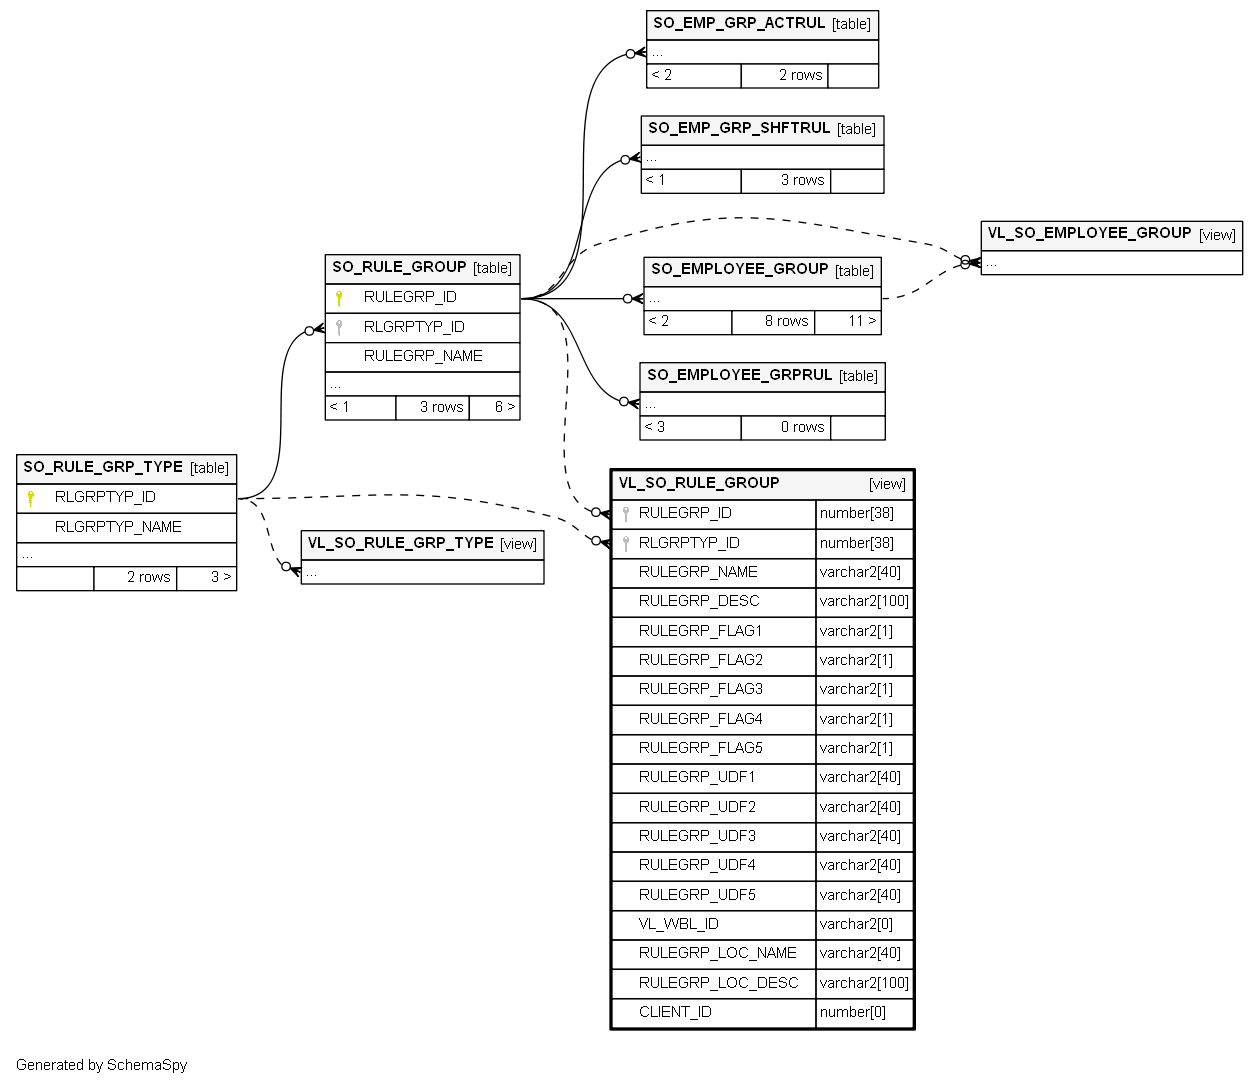 SO_EMP_GRP_ACTRUL [table]
...
< 2 2 rows
SO_EMP_GRP_SHFTRUL [table]
...
< 1 3 rows
VL_SO_EMPLOYEE_GROUP [view]
...
SO_RULE_GROUP [table]
RULEGRP_ID
RLGRPTYP_ID
RULEGRP_NAME
...
< 1 3 rows 6 >
SO_EMPLOYEE_GROUP [table]
...
< 2 8 rows 11 >
SO_EMPLOYEE_GRPRUL [table]
...
< 3 0 rows
SO_RULE_GRP_TYPE [table]
RLGRPTYP_ID
RLGRPTYP_NAME
...
2 rows 3 >
VL_SO_RULE_GRP_TYPE [view]
...
VL_SO_RULE_GROUP [view]
RULEGRP_ID number[38]
RLGRPTYP_ID number[38]
RULEGRP_NAME varchar2[40]
RULEGRP_DESC varchar2[100]
RULEGRP_FLAG1 varchar2[1]
RULEGRP_FLAG2 varchar2[1]
RULEGRP_FLAG3 varchar2[1]
RULEGRP_FLAG4 varchar2[1]
RULEGRP_FLAG5 varchar2[1]
RULEGRP_UDF1 varchar2[40]
RULEGRP_UDF2 varchar2[40]
RULEGRP_UDF3 varchar2[40]
RULEGRP_UDF4 varchar2[40]
RULEGRP_UDF5 varchar2[40]
VL_WBL_ID varchar2[0]
RULEGRP_LOC_NAME varchar2[40]
RULEGRP_LOC_DESC varchar2[100]
CLIENT_ID number[0]
Generated by SchemaSpy